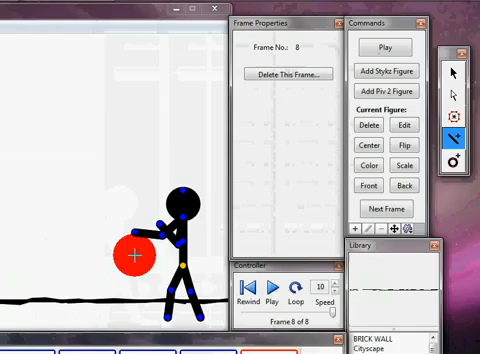 Frame Properties
Frame No.: 8
Delete This Frame...
Commands
Play
Add Stykz Figure
Add Piv 2 Figure
Current Figure:
Delete Edit
Center Flip
Color Scale
Front Back
Next Frame
Library
BRICK WALL
Cityscape
Controller
Rewind Play Loop Speed
10
Frame 8 of 8